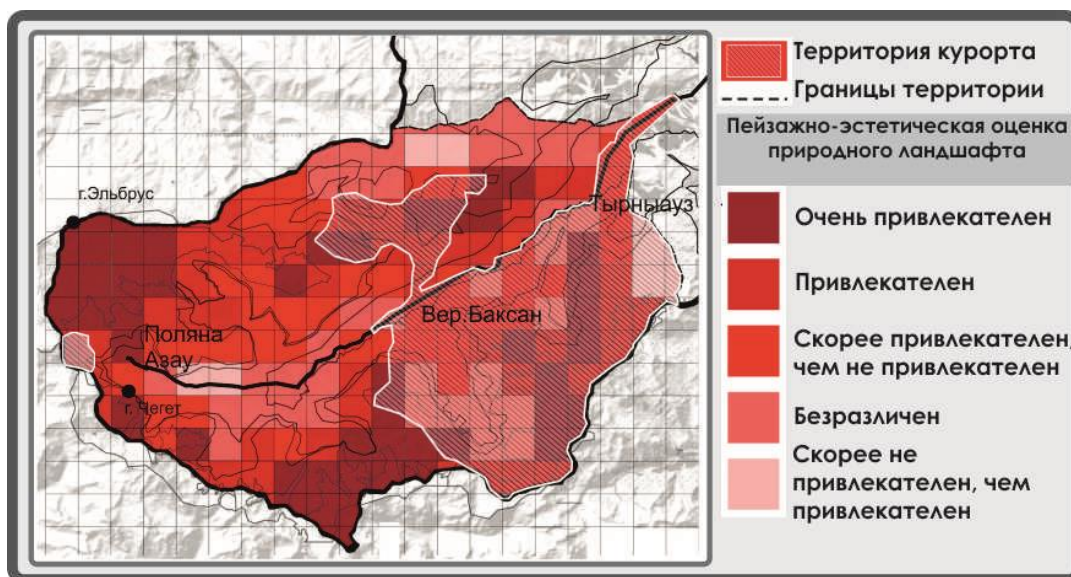 Территория курорта
Границы территории
Пейзажно-эстетическая оценка
природного ландшафта
Очень привлекателен
Привлекателен
Скорее привлекателен,
чем не привлекателен
Безразличен
Скорее не
привлекателен, чем
привлекателен
г.Эльбрус
Тырныауз
Вер.Баксан
Поляна
Азау
г. Чегет